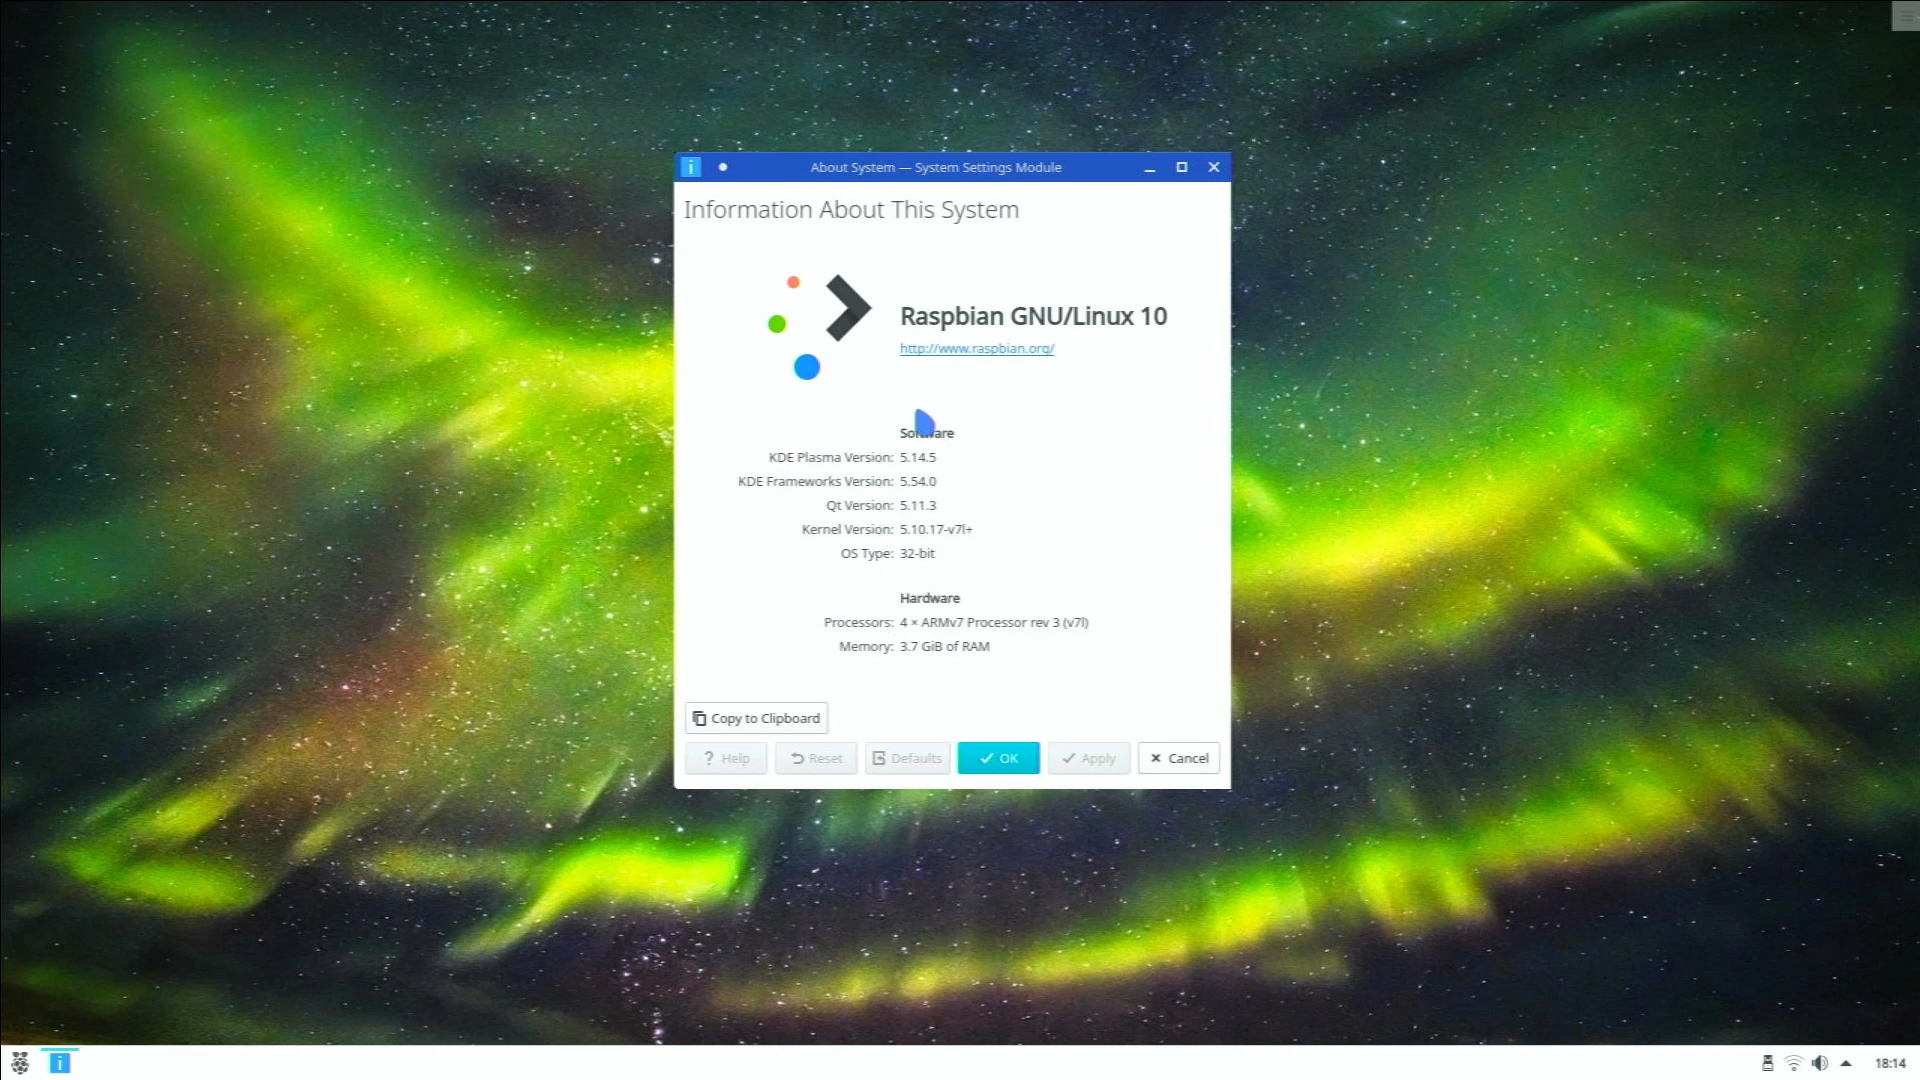 About System — System Settings Module
Information About This System
Raspbian GNU/Linux 10
http://www.raspbian.org/
Software
KDE Plasma Version: 5.14.5
KDE Frameworks Version: 5.54.0
Qt Version: 5.11.3
Kernel Version: 5.10.17-v7l+
OS Type: 32-bit
Hardware
Processors: 4 × ARMv7 Processor rev 3 (v7l)
Memory: 3.7 GiB of RAM
Copy to Clipboard
? Help Reset Defaults OK Apply Cancel
18:14